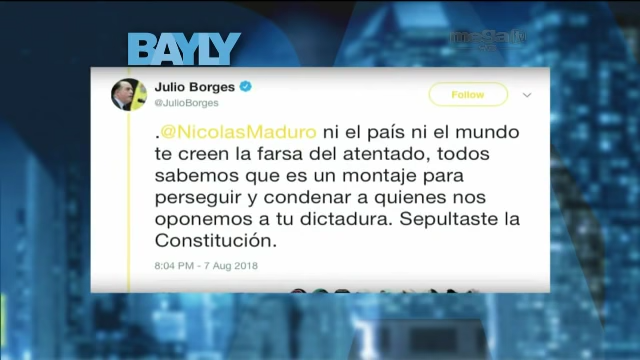 BAYLY
mega tv
Julio Borges
@JulioBorges
Follow
.@NicolasMaduro ni el país ni el mundo
te creen la farsa del atentado, todos
sabemos que es un montaje para
perseguir y condenar a quienes nos
oponemos a tu dictadura. Sepultaste la
Constitución.
8:04 PM - 7 Aug 2018